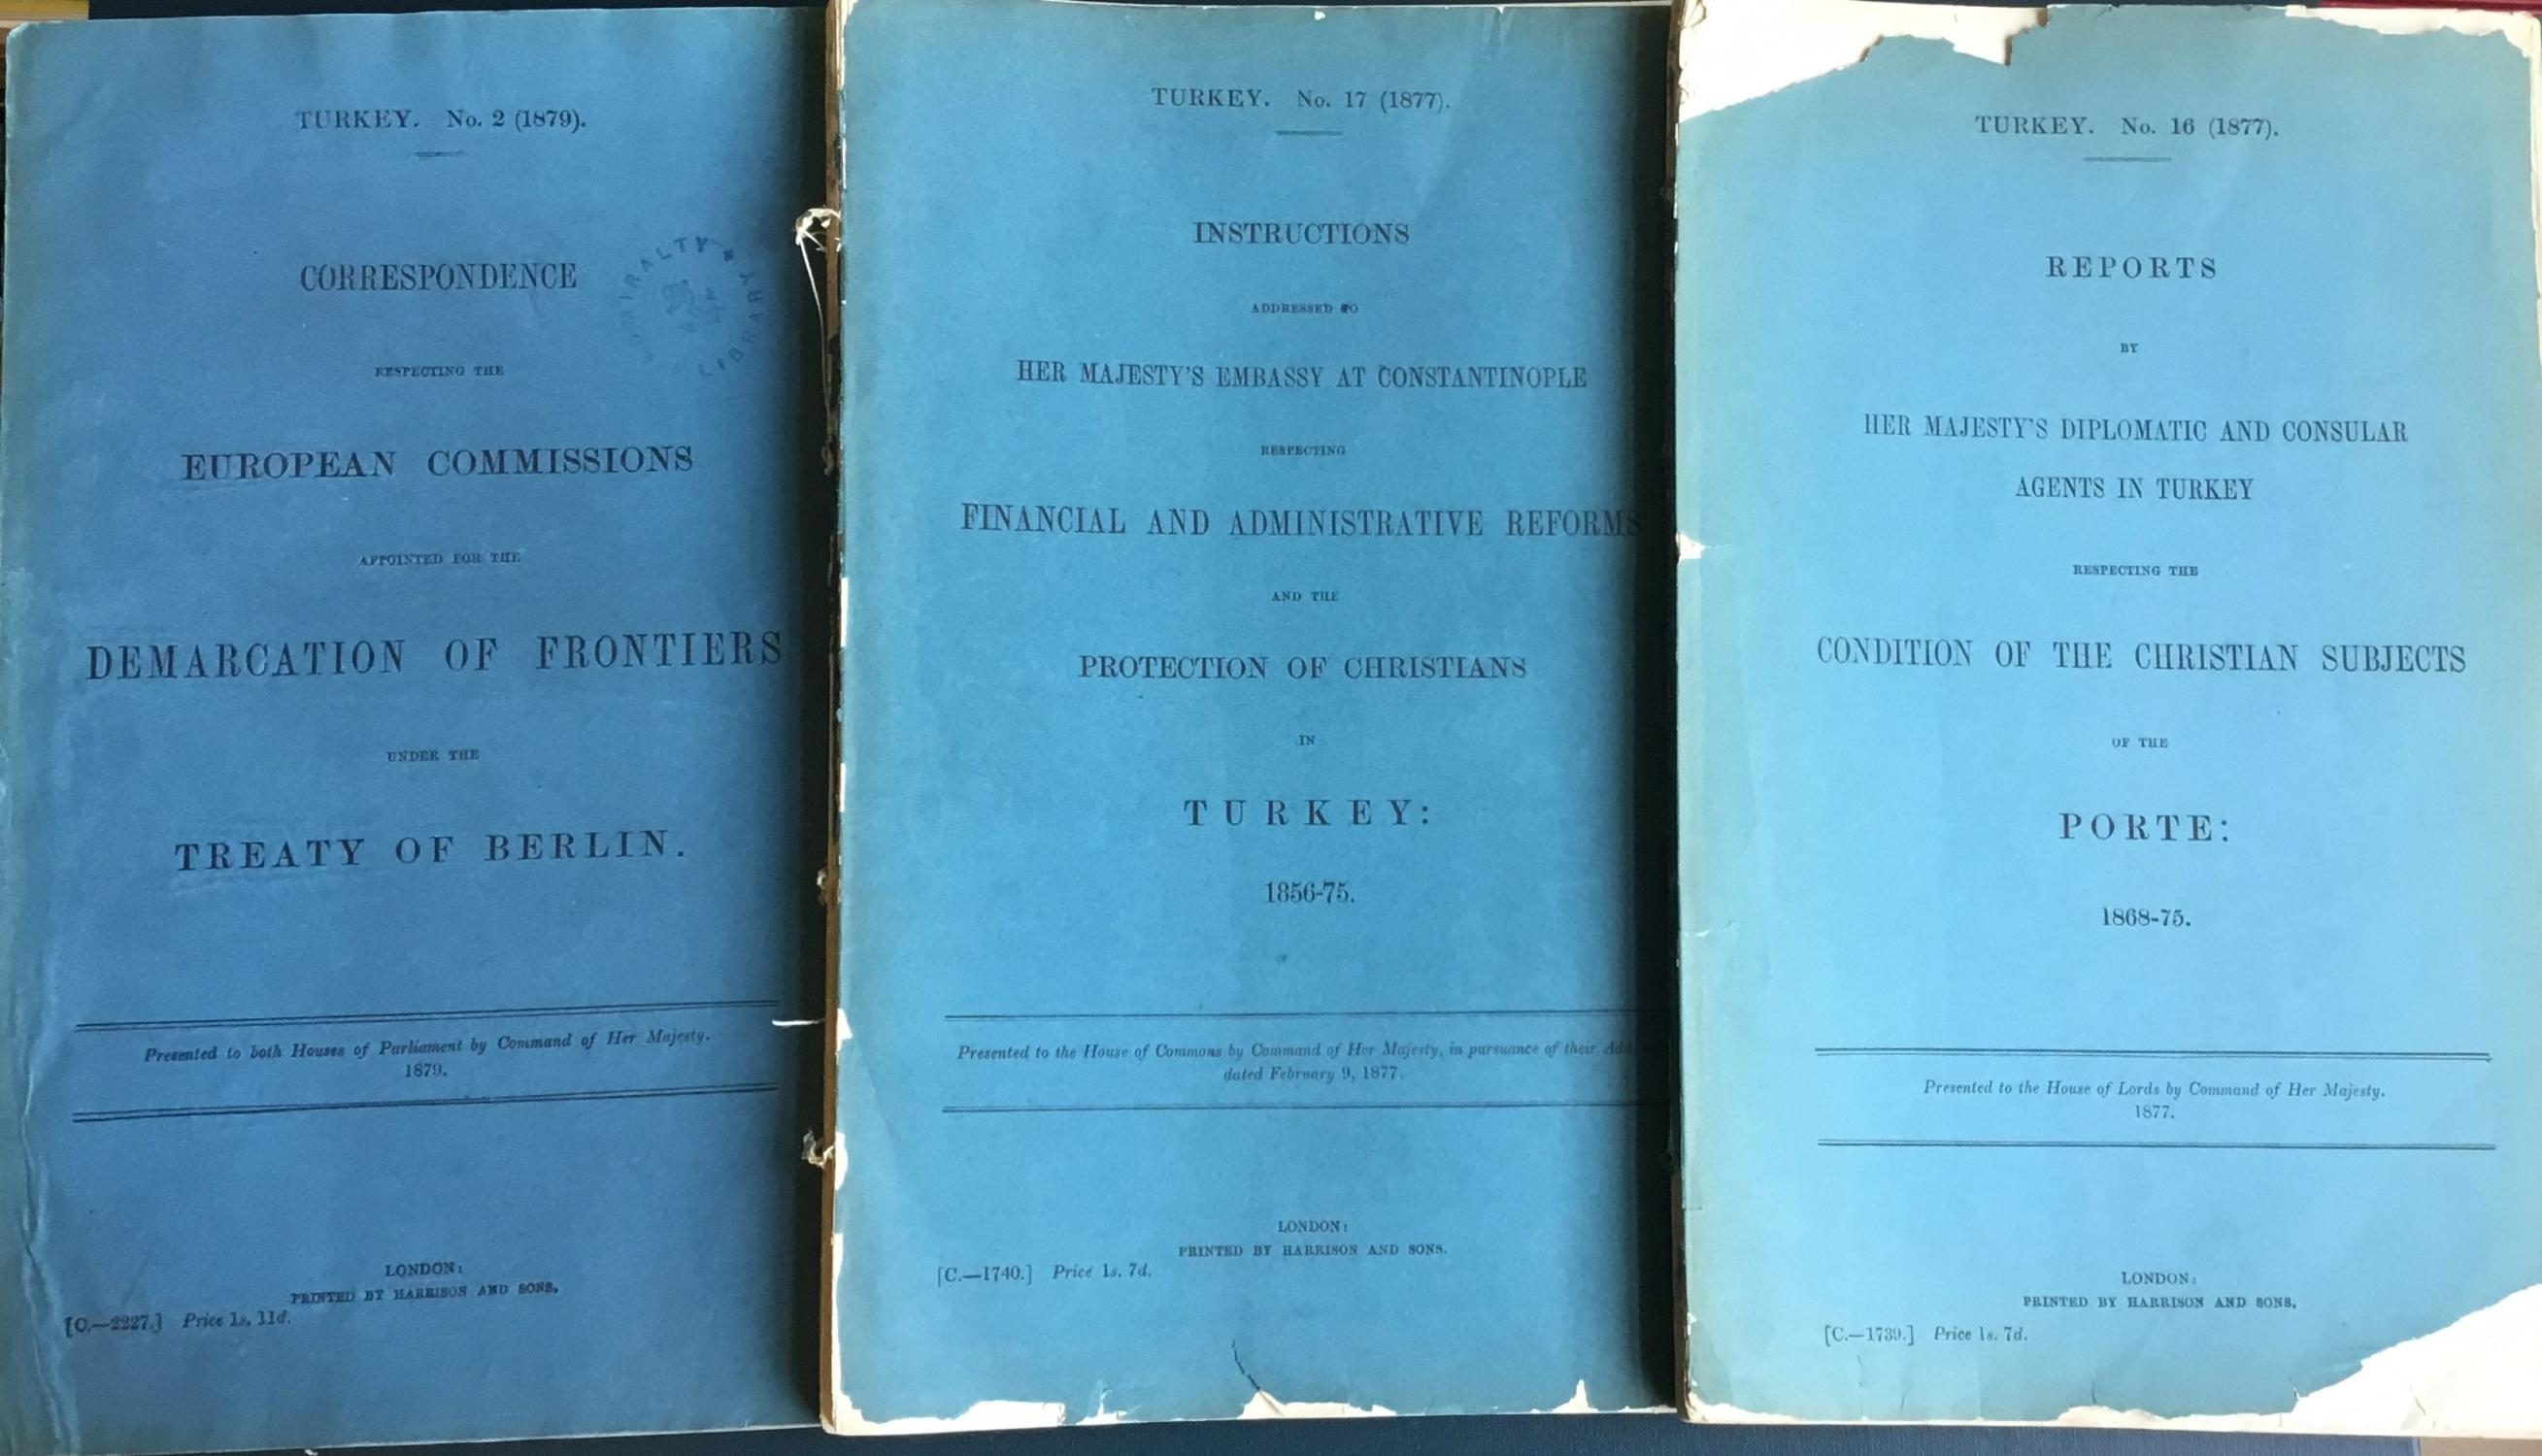 TURKEY. No. 2 (1879).
CORRESPONDENCE
ADMIRALTY ★ LIBRARY
RESPECTING THE
EUROPEAN COMMISSIONS
APPOINTED FOR THE
DEMARCATION OF FRONTIERS
UNDER THE
TREATY OF BERLIN.
Presented to both Houses of Parliament by Command of Her Majesty.
1879.
LONDON:
PRINTED BY HARRISON AND SONS.
[C.—2227.] Price 1s. 11d.
TURKEY. No. 17 (1877).
INSTRUCTIONS
ADDRESSED TO
HER MAJESTY'S EMBASSY AT CONSTANTINOPLE
RESPECTING
FINANCIAL AND ADMINISTRATIVE REFORMS
AND THE
PROTECTION OF CHRISTIANS
IN
TURKEY:
1856-75.
Presented to the House of Commons by Command of Her Majesty, in pursuance of their
dated February 9, 1877.
LONDON:
PRINTED BY HARRISON AND SONS.
[C.—1740.] Price 1s. 7d.
TURKEY. No. 16 (1877).
REPORTS
BY
HER MAJESTY'S DIPLOMATIC AND CONSULAR
AGENTS IN TURKEY
RESPECTING THE
CONDITION OF THE CHRISTIAN SUBJECTS
OF THE
PORTE:
1868-75.
Presented to the House of Lords by Command of Her Majesty.
1877.
LONDON:
PRINTED BY HARRISON AND SONS.
[C.—1739.] Price 1s. 7d.